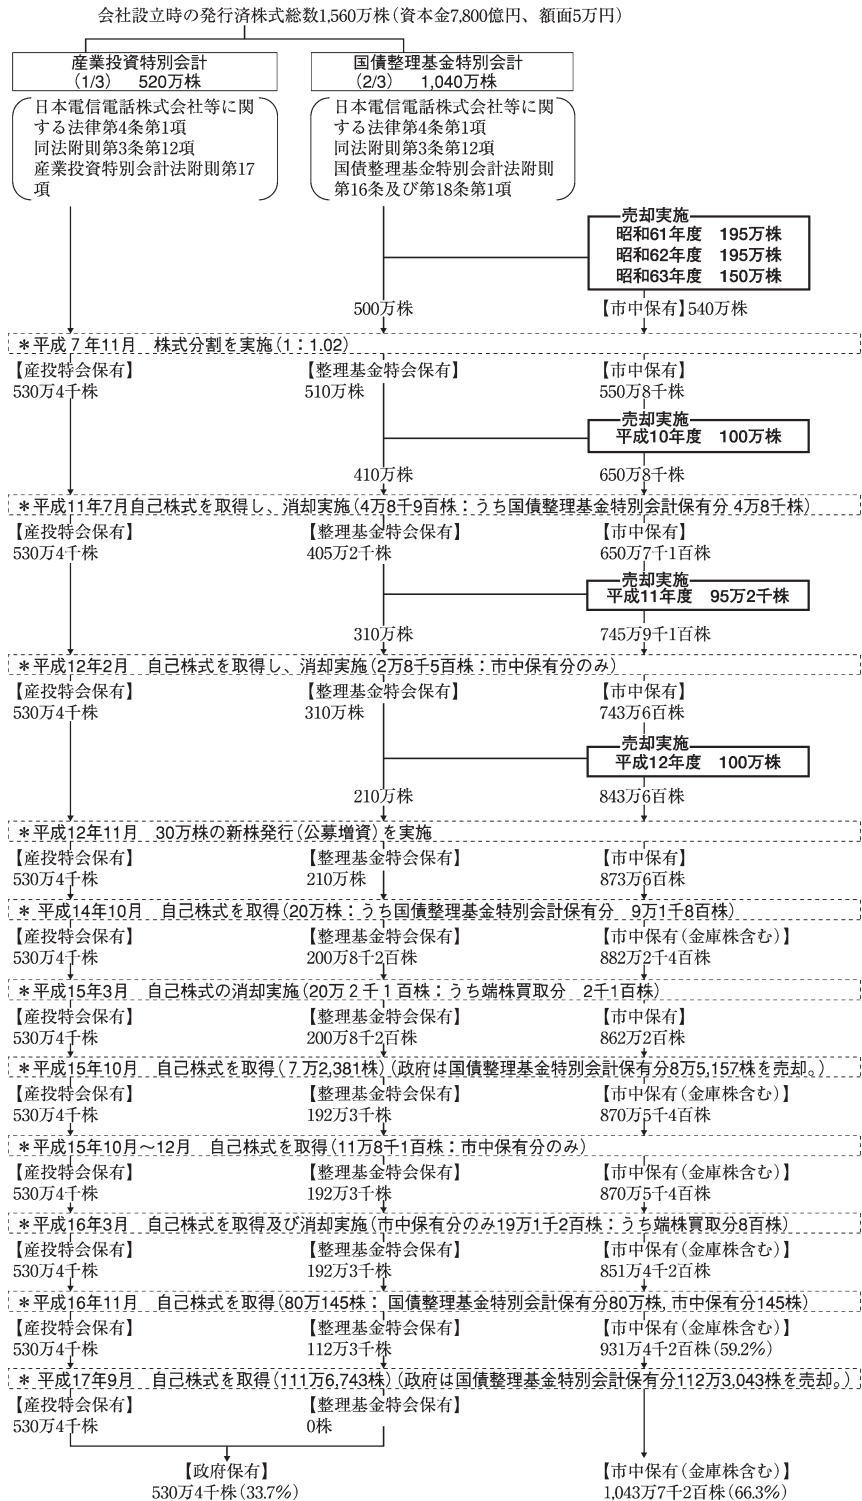 会社設立時の発行済株式総数1,560万株(資本金7,800億円、額面5万円)
産業投資特別会計
(1/3)　520万株
国債整理基金特別会計
(2/3)　1,040万株
日本電信電話株式会社等に関
する法律第4条第1項
同法附則第3条第12項
産業投資特別会計法附則第17
項
日本電信電話株式会社等に関
する法律第4条第1項
同法附則第3条第12項
国債整理基金特別会計法附則
第16条及び第18条第1項
売却実施
昭和61年度　195万株
昭和62年度　195万株
昭和63年度　150万株
500万株
【市中保有】540万株
＊平成７年11月　株式分割を実施(1：1.02)
【産投特会保有】
530万4千株
【整理基金特会保有】
510万株
【市中保有】
550万8千株
売却実施
平成10年度　100万株
410万株
650万8千株
＊平成11年7月自己株式を取得し、消却実施(4万8千9百株：うち国債整理基金特別会計保有分 4万8千株)
【産投特会保有】
530万4千株
【整理基金特会保有】
405万2千株
【市中保有】
650万7千1百株
売却実施
平成11年度　95万2千株
310万株
745万9千1百株
＊平成12年2月　自己株式を取得し、消却実施(2万8千5百株：市中保有分のみ)
【産投特会保有】
530万4千株
【整理基金特会保有】
310万株
【市中保有】
743万6百株
売却実施
平成12年度　100万株
210万株
843万6百株
＊平成12年11月　30万株の新株発行(公募増資)を実施
【産投特会保有】
530万4千株
【整理基金特会保有】
210万株
【市中保有】
873万6百株
＊ 平成14年10月　自己株式を取得(20万株：うち国債整理基金特別会計保有分　9万1千8百株)
【産投特会保有】
530万4千株
【整理基金特会保有】
200万8千2百株
【市中保有(金庫株含む)】
882万2千4百株
＊平成15年3月　自己株式の消却実施(20万２千１百株：うち端株買取分　2千1百株)
【産投特会保有】
530万4千株
【整理基金特会保有】
200万8千2百株
【市中保有】
862万2百株
＊平成15年10月　自己株式を取得(７万2,381株)(政府は国債整理基金特別会計保有分8万5,157株を売却。)
【産投特会保有】
530万4千株
【整理基金特会保有】
192万3千株
【市中保有(金庫株含む)】
870万5千4百株
＊平成15年10月～12月　自己株式を取得(11万8千1百株：市中保有分のみ)
【産投特会保有】
530万4千株
【整理基金特会保有】
192万3千株
【市中保有(金庫株含む)】
870万5千4百株
＊平成16年3月　自己株式を取得及び消却実施(市中保有分のみ19万1千2百株：うち端株買取分8百株)
【産投特会保有】
530万4千株
【整理基金特会保有】
192万3千株
【市中保有(金庫株含む)】
851万4千2百株
＊平成16年11月　自己株式を取得(80万145株： 国債整理基金特別会計保有分80万株, 市中保有分145株)
【産投特会保有】
530万4千株
【整理基金特会保有】
112万3千株
【市中保有(金庫株含む)】
931万4千2百株(59.2%)
＊ 平成17年9月　自己株式を取得(111万6,743株)(政府は国債整理基金特別会計保有分112万3,043株を売却。)
【産投特会保有】
530万4千株
【整理基金特会保有】
0株
【政府保有】
530万4千株(33.7%)
【市中保有(金庫株含む)】
1,043万7千2百株(66.3%)